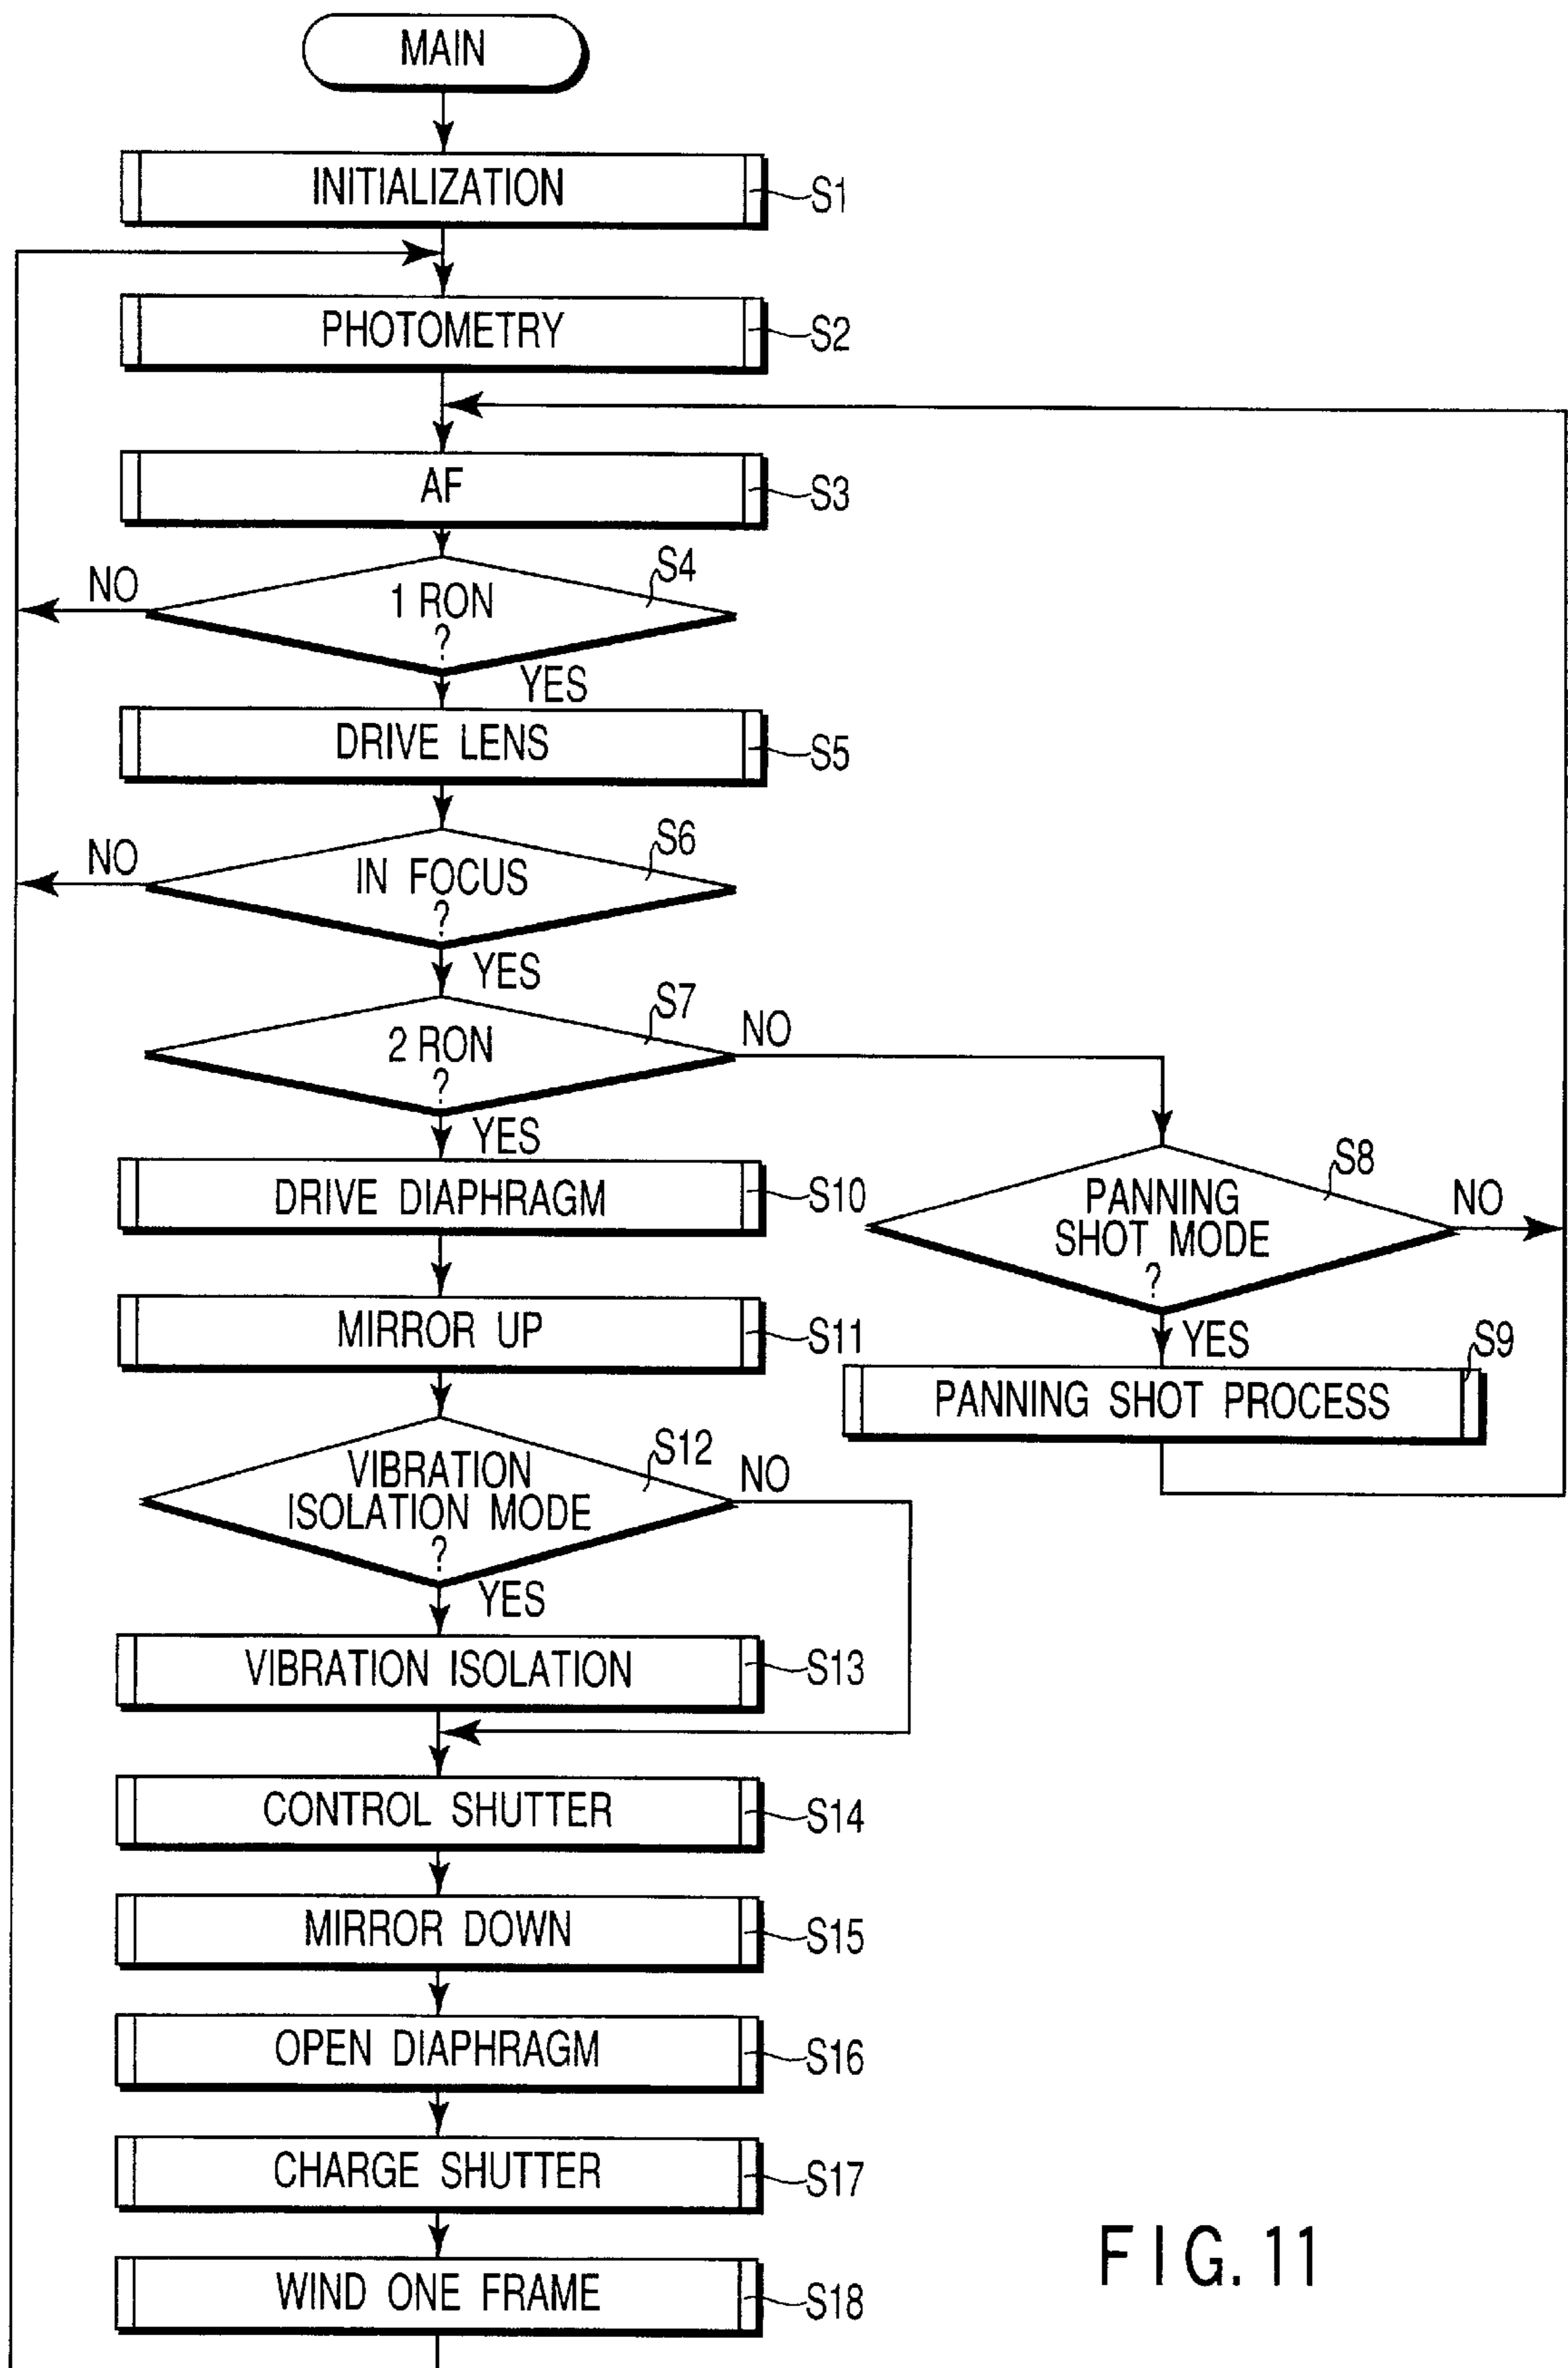 MAIN
INITIALIZATION
S1
PHOTOMETRY
S2
AF
S3
S4
NO
1 RON
?
YES
DRIVE LENS
S5
S6
NO
IN FOCUS
?
YES
S7
NO
2 RON
?
YES
S8
DRIVE DIAPHRAGM
S10
PANNING
SHOT MODE
?
NO
MIRROR UP
S11
YES
S9
PANNING SHOT PROCESS
S12
NO
VIBRATION
ISOLATION MODE
?
YES
VIBRATION ISOLATION
S13
CONTROL SHUTTER
S14
MIRROR DOWN
S15
OPEN DIAPHRAGM
S16
CHARGE SHUTTER
S17
WIND ONE FRAME
S18
FIG. 11